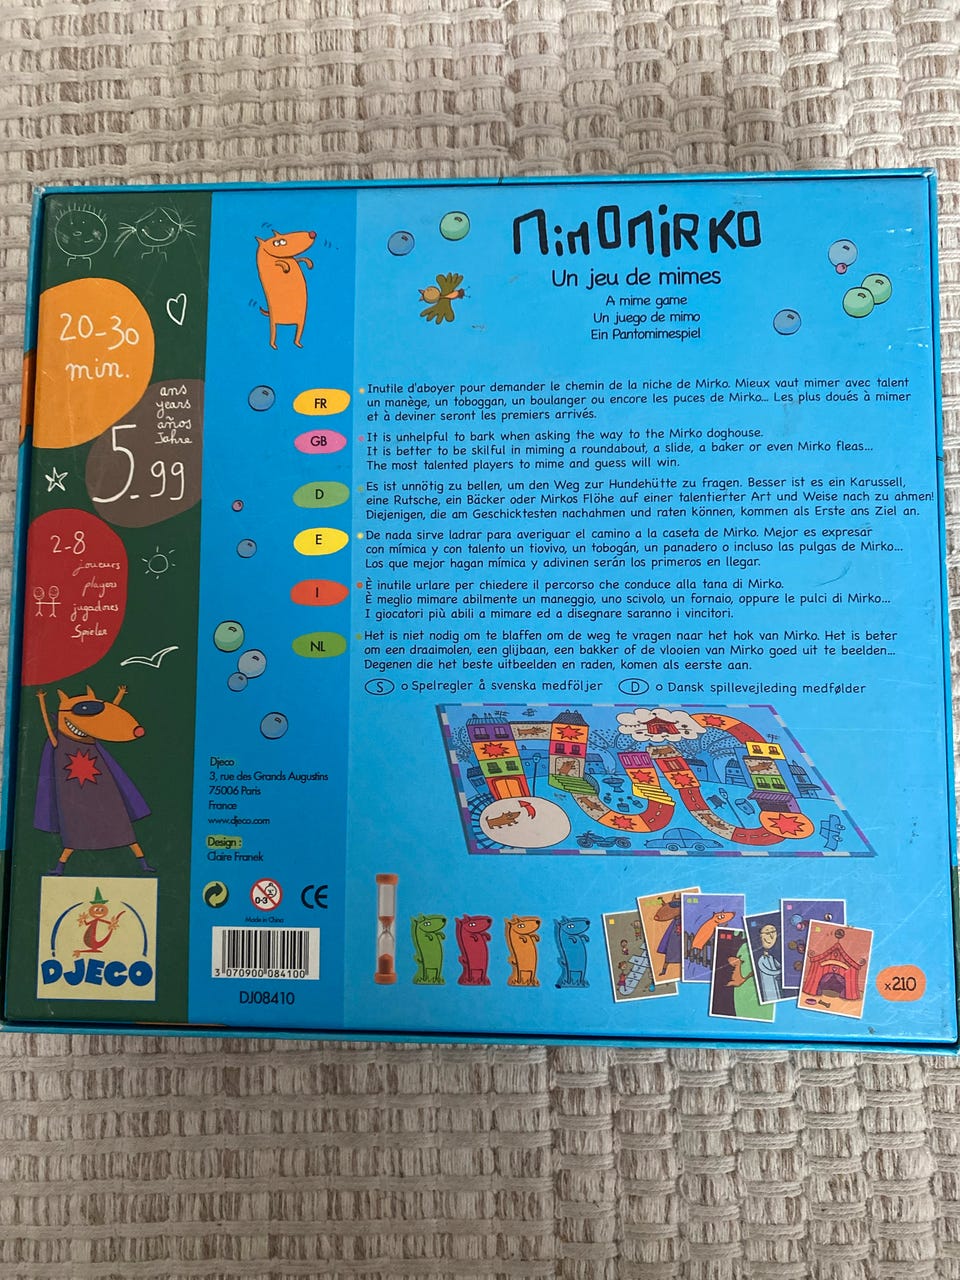 20-30
min.
ans
years
años
Jahre
5_99
2-8
joueurs
players
jugadores
Spieler
DJECO
MiMOMiRKO
Un jeu de mimes
A mime game
Un juego de mimo
Ein Pantomimespiel
FR
Inutile d'aboyer pour demander le chemin de la niche de Mirko. Mieux vaut mimer avec talent
un manège, un toboggan, un boulanger ou encore les puces de Mirko... Les plus doués à mimer
et à deviner seront les premiers arrivés.
GB
It is unhelpful to bark when asking the way to the Mirko doghouse.
It is better to be skilful in miming a roundabout, a slide, a baker or even Mirko fleas...
The most talented players to mime and guess will win.
D
Es ist unnötig zu bellen, um den Weg zur Hundehütte zu fragen. Besser ist es ein Karussell,
eine Rutsche, ein Bäcker oder Mirkos Flöhe auf einer talentierter Art und Weise nach zu ahmen!
Diejenigen, die am Geschicktesten nachahmen und raten können, kommen als Erste ans Ziel an.
E
De nada sirve ladrar para averiguar el camino a la caseta de Mirko. Mejor es expresar
con mímica y con talento un tiovivo, un tobogán, un panadero o incluso las pulgas de Mirko...
Los que mejor hagan mímica y adivinen serán los primeros en llegar.
I
È inutile urlare per chiedere il percorso che conduce alla tana di Mirko.
È meglio mimare abilmente un maneggio, uno scivolo, un fornaio, oppure le pulci di Mirko...
I giocatori più abili a mimare ed a disegnare saranno i vincitori.
NL
Het is niet nodig om te blaffen om de weg te vragen naar het hok van Mirko. Het is beter
om een draaimolen, een glijbaan, een bakker of de vlooien van Mirko goed uit te beelden...
Degenen die het beste uitbeelden en raden, komen als eerste aan.
S o Spelregler å svenska medföljer D o Dansk spillevejleding medfølder
Djeco
3, rue des Grands Augustins
75006 Paris
France
www.djeco.com
Design :
Claire Franek
0-3
CE
Made in China
3 070900 084100
DJ08410
x210